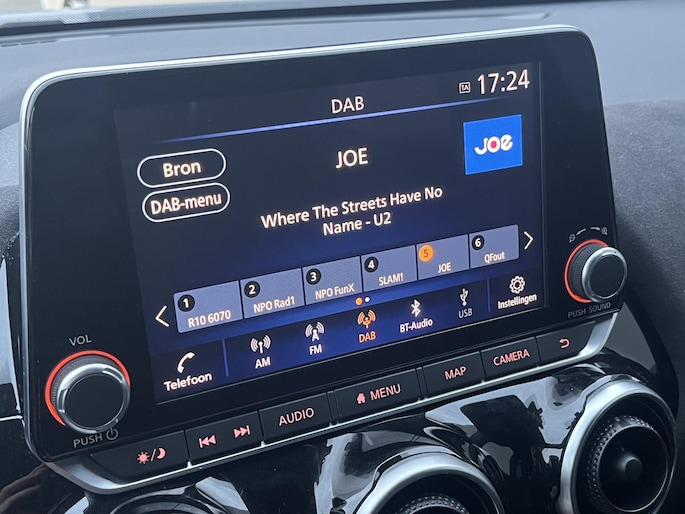 DAB
1A 17:24
Bron
JOE
JOE
DAB-menu
Where The Streets Have No
Name - U2
1 R10 6070
2 NPO Rad1
3 NPO FunX
4 SLAM!
5 JOE
6 QFout
Telefoon
AM
FM
DAB
BT-Audio
USB
Instellingen
VOL
PUSH
PUSH SOUND
AUDIO
MENU
MAP
CAMERA